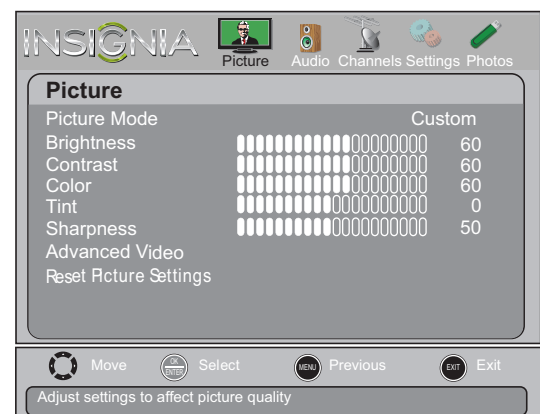 INSIGNIA
Picture Audio Channels Settings Photos
Picture
Picture Mode Custom
Brightness 60
Contrast 60
Color 60
Tint 0
Sharpness 50
Advanced Video
Reset Picture Settings
Move OK ENTER Select MENU Previous EXIT Exit
Adjust settings to affect picture quality